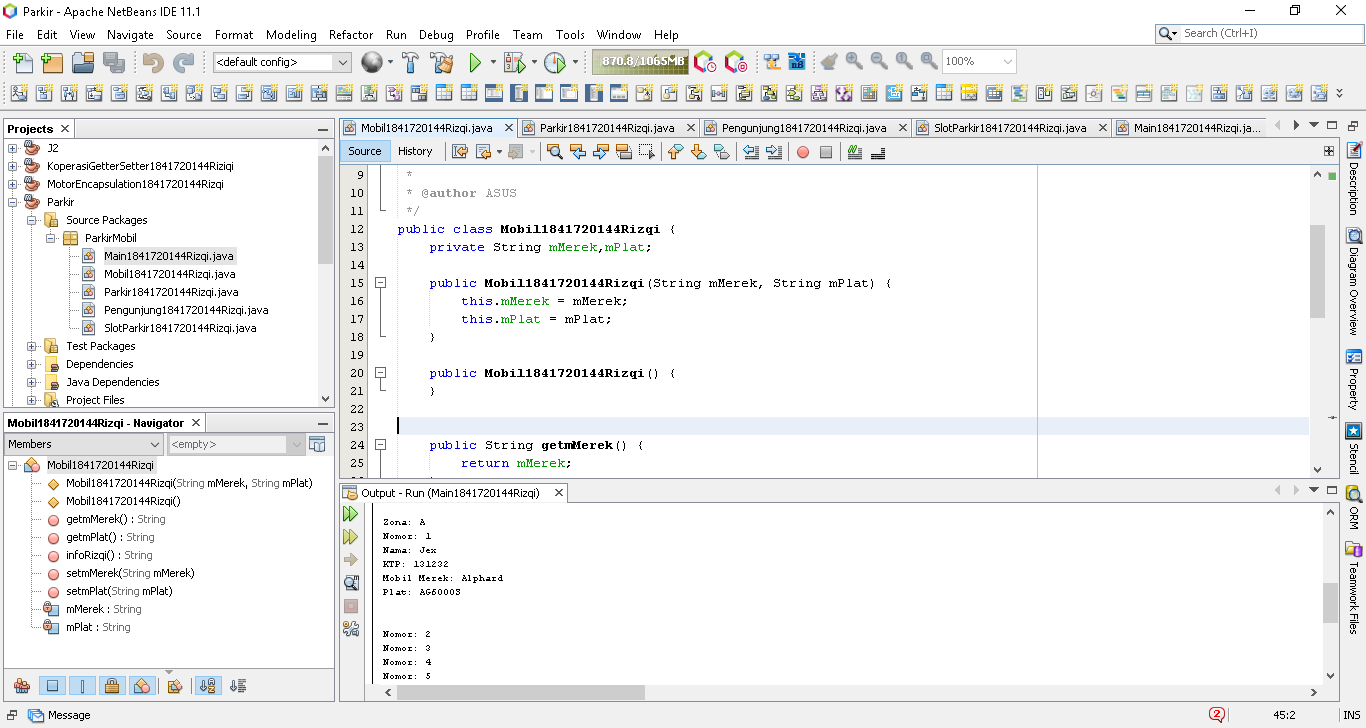 Parkir - Apache NetBeans IDE 11.1
File Edit View Navigate Source Format Modeling Refactor Run Debug Profile Team Tools Window Help
Search (Ctrl+I)
<default config>
870.8/1065MB
100%
Projects
J2
KoperasiGetterSetter1841720144Rizqi
MotorEncapsulation1841720144Rizqi
Parkir
Source Packages
ParkirMobil
Main1841720144Rizqi.java
Mobil1841720144Rizqi.java
Parkir1841720144Rizqi.java
Pengunjung1841720144Rizqi.java
SlotParkir1841720144Rizqi.java
Test Packages
Dependencies
Java Dependencies
Project Files
Mobil1841720144Rizqi - Navigator
Members
<empty>
Mobil1841720144Rizqi
Mobil1841720144Rizqi(String mMerek, String mPlat)
Mobil1841720144Rizqi()
getmMerek() : String
getmPlat() : String
infoRizqi() : String
setmMerek(String mMerek)
setmPlat(String mPlat)
mMerek : String
mPlat : String
Mobil1841720144Rizqi.java
Parkir1841720144Rizqi.java
Pengunjung1841720144Rizqi.java
SlotParkir1841720144Rizqi.java
Main1841720144Rizqi.ja...
Source History
9 *
10 * @author ASUS
11 */
12 public class Mobil1841720144Rizqi {
13 private String mMerek,mPlat;
14
15 public Mobil1841720144Rizqi(String mMerek, String mPlat) {
16 this.mMerek = mMerek;
17 this.mPlat = mPlat;
18 }
19
20 public Mobil1841720144Rizqi() {
21 }
22
23
24 public String getmMerek() {
25 return mMerek;
Output - Run (Main1841720144Rizqi)
Zona: A
Nomor: 1
Nama: Jex
KTP: 131232
Mobil Merek: Alphard
Plat: AG6000S
Nomor: 2
Nomor: 3
Nomor: 4
Nomor: 5
Description
Diagram Overview
Property
Stencil
ORM
Teamwork Files
Message
2
45:2
INS